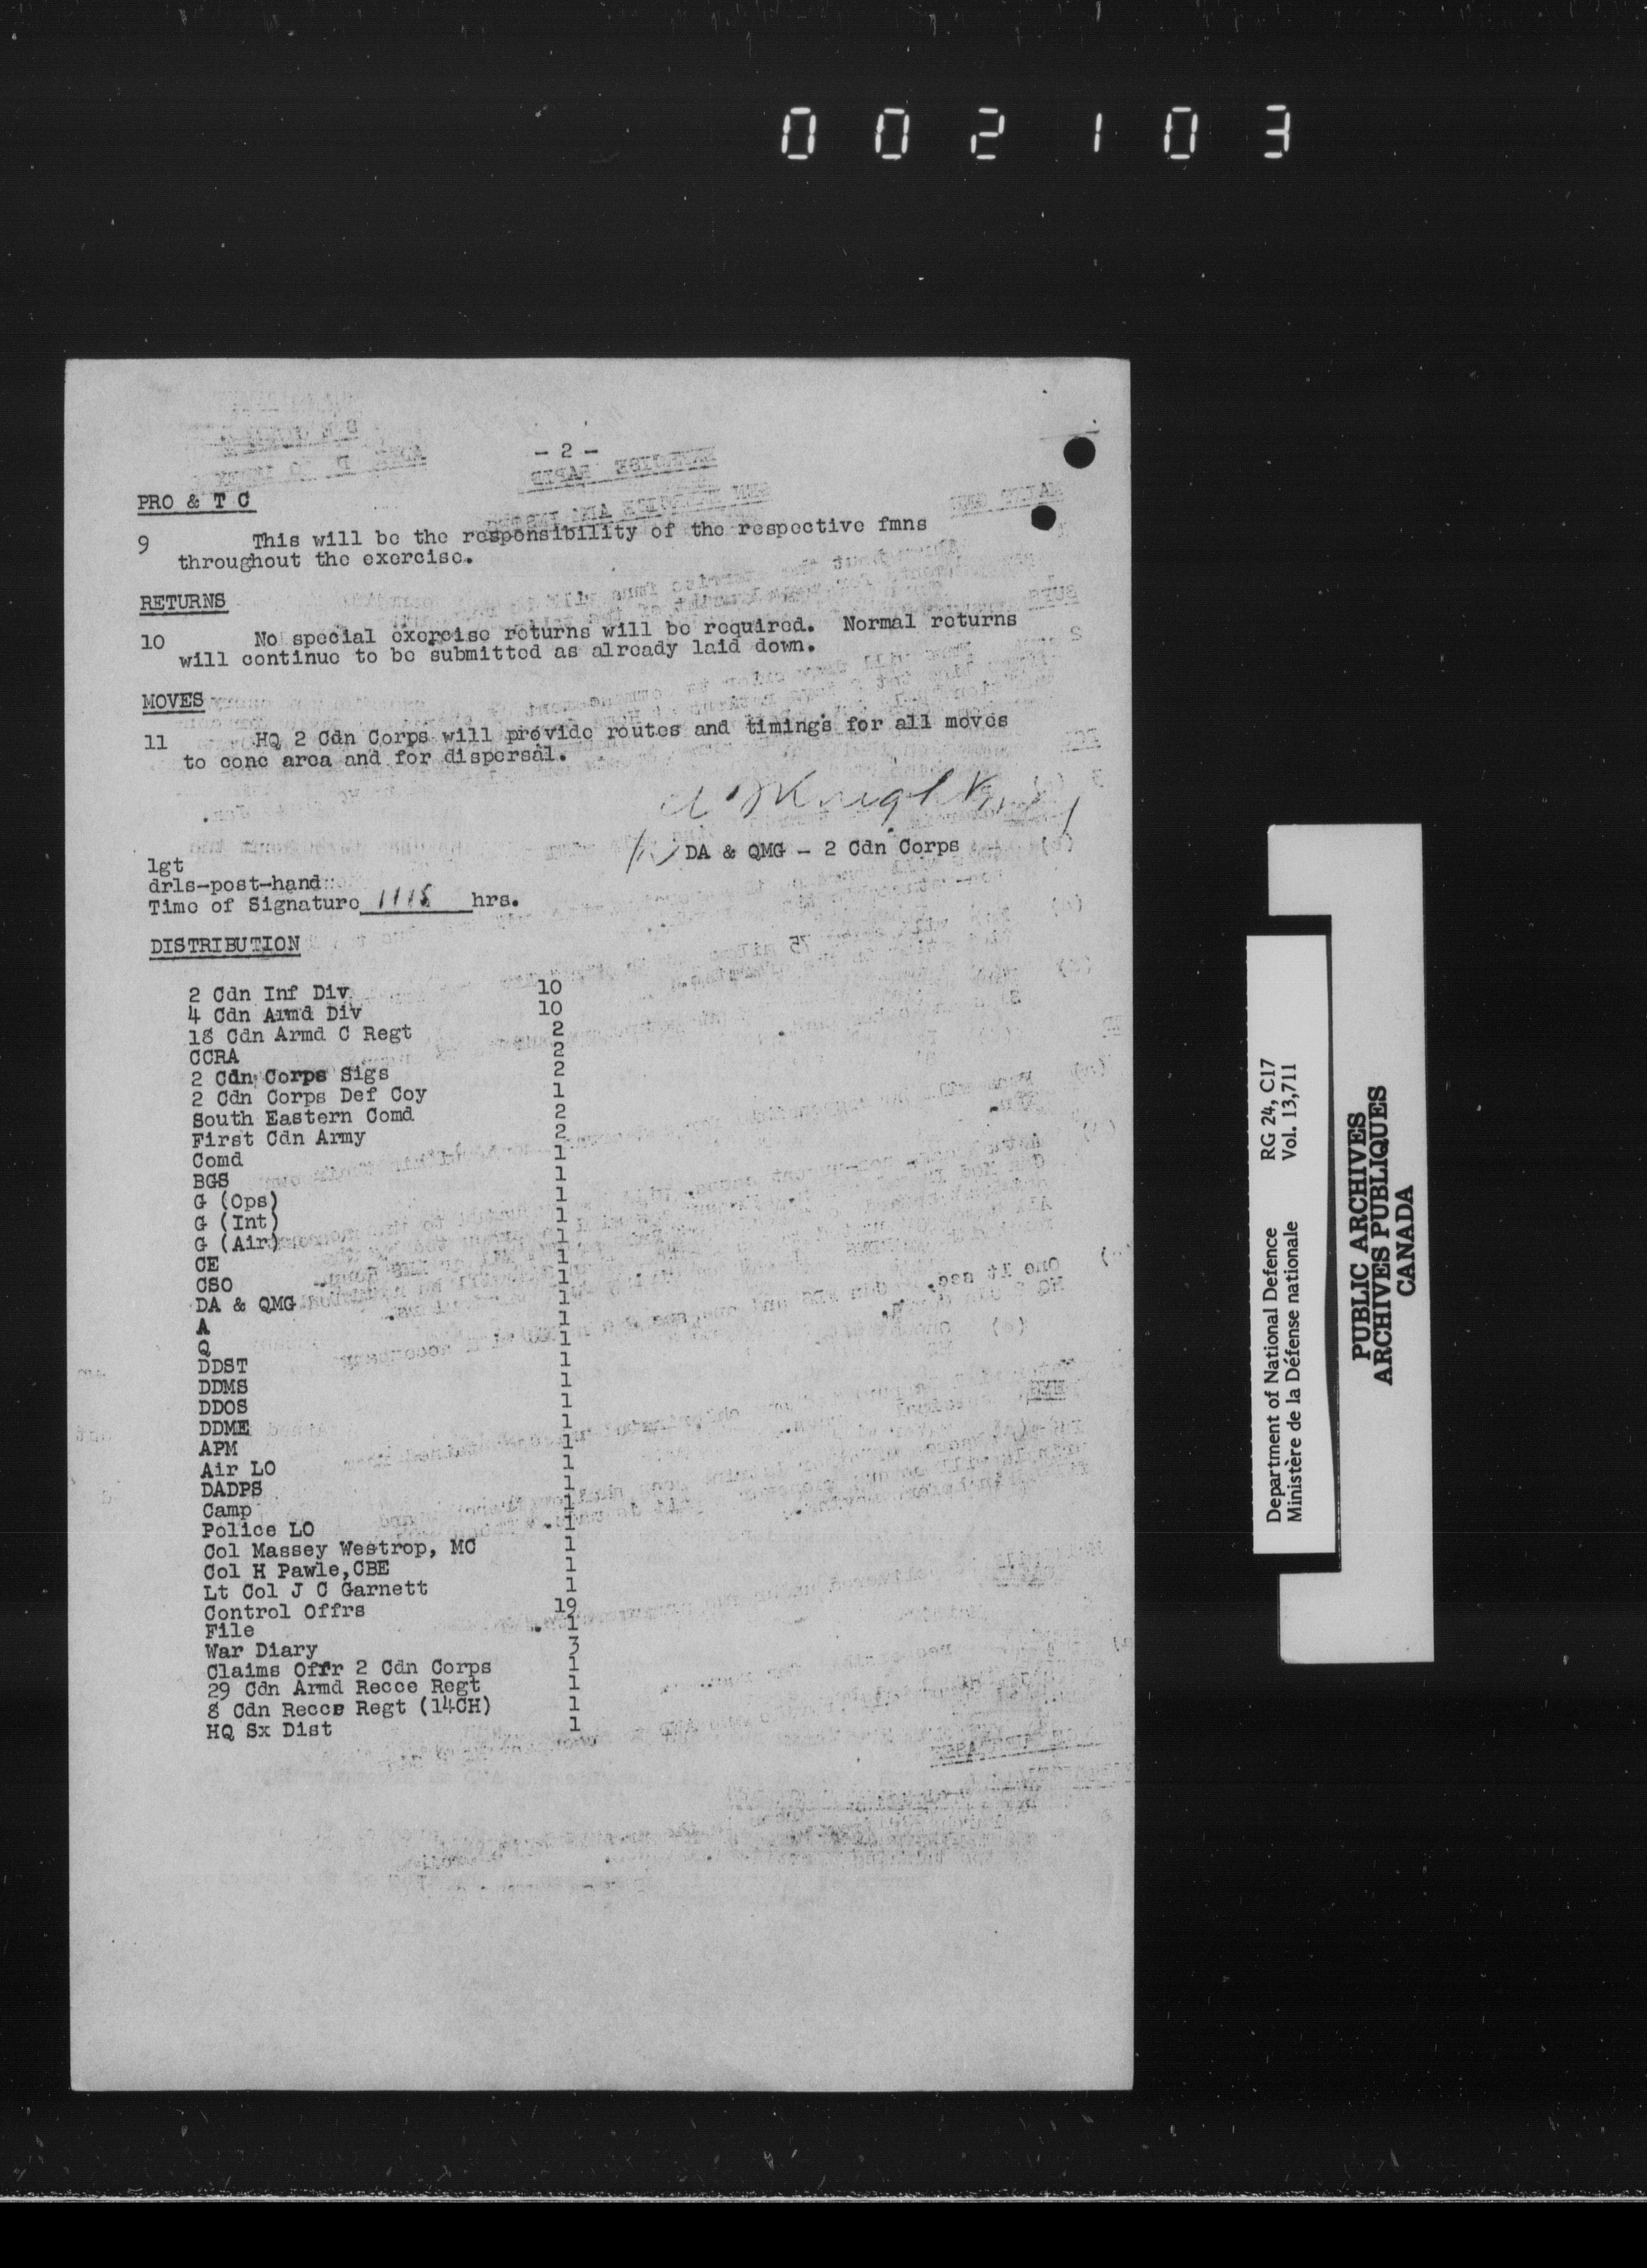 002103
- 2 -
PRO & T C
9 This will be the responsibility of the respective fmns
throughout the exercise.
RETURNS
10 No special exercise returns will be required. Normal returns
will continue to be submitted as already laid down.
MOVES
11 HQ 2 Cdn Corps will provide routes and timings for all moves
to conc area and for dispersal.
Knight
DA & QMG - 2 Cdn Corps
lgt
drls-post-hand
Time of Signature 1115 hrs.
DISTRIBUTION
2 Cdn Inf Div 10
4 Cdn Armd Div 10
18 Cdn Armd C Regt 2
CCRA 2
2 Cdn Corps Sigs 2
2 Cdn Corps Def Coy 1
South Eastern Comd 2
First Cdn Army 2
Comd 1
BGS 1
G (Ops) 1
G (Int) 1
G (Air) 1
CE 1
CSO 1
DA & QMG 1
A 1
Q 1
DDST 1
DDMS 1
DDOS 1
DDME 1
APM 1
Air LO 1
DADPS 1
Camp 1
Police LO 1
Col Massey Westrop, MC 1
Col H Pawle,CBE 1
Lt Col J C Garnett 1
Control Offrs 19
File 1
War Diary 3
Claims Offr 2 Cdn Corps 1
29 Cdn Armd Recce Regt 1
8 Cdn Recce Regt (14CH) 1
HQ Sx Dist 1
Department of National Defence RG 24, C17
Ministère de la Défense nationale Vol. 13,711
PUBLIC ARCHIVES
ARCHIVES PUBLIQUES
CANADA